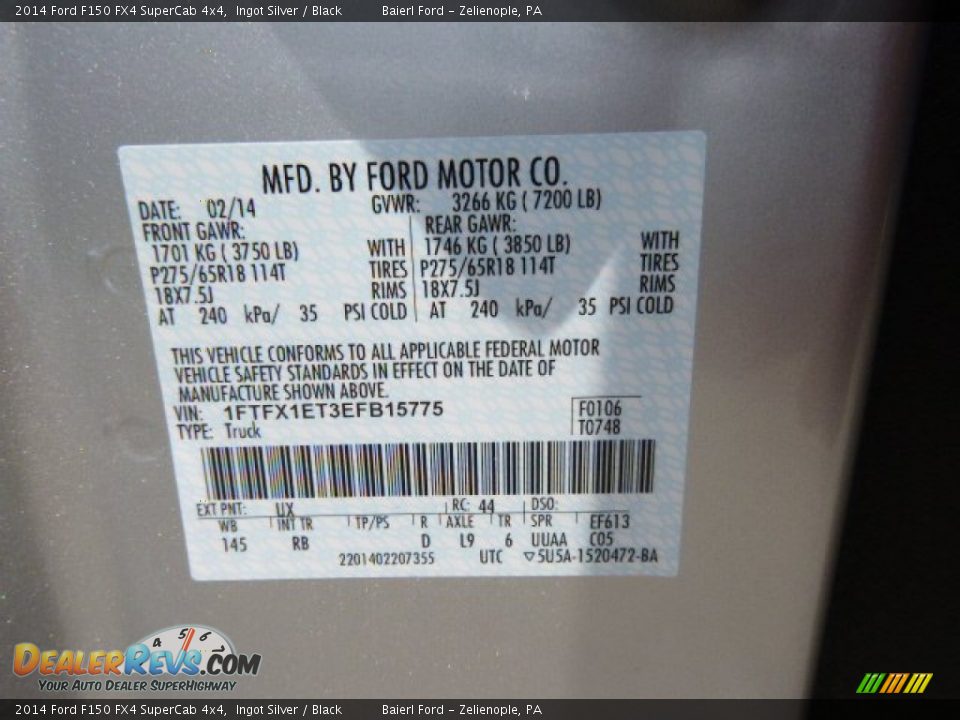 2014 Ford F150 FX4 SuperCab 4x4, Ingot Silver / Black Baierl Ford - Zelienople, PA
MFD. BY FORD MOTOR CO.
DATE: 02/14 GVWR: 3266 KG ( 7200 LB)
FRONT GAWR: REAR GAWR:
1701 KG ( 3750 LB) WITH 1746 KG ( 3850 LB) WITH
P275/65R18 114T TIRES P275/65R18 114T TIRES
18X7.5J RIMS 18X7.5J RIMS
AT 240 kPa/ 35 PSI COLD AT 240 kPa/ 35 PSI COLD
THIS VEHICLE CONFORMS TO ALL APPLICABLE FEDERAL MOTOR
VEHICLE SAFETY STANDARDS IN EFFECT ON THE DATE OF
MANUFACTURE SHOWN ABOVE.
VIN: 1FTFX1ET3EFB15775 F0106
TYPE: Truck T0748
EXT PNT: UX RC: 44 DSO:
WB INT TR TP/PS R AXLE TR SPR EF613
145 RB D L9 6 UUAA C05
2201402207355 UTC ▽5U5A-1520472-BA
4 5 6
DEALERREVS.COM
YOUR AUTO DEALER SUPERHIGHWAY
2014 Ford F150 FX4 SuperCab 4x4, Ingot Silver / Black Baierl Ford - Zelienople, PA